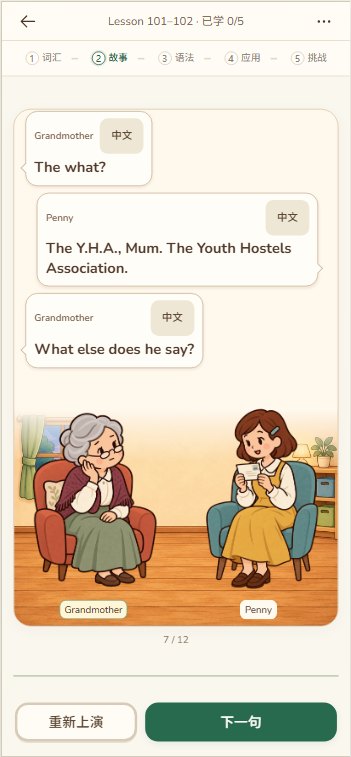 Lesson 101–102 · 已学 0/5
1 词汇 – 2 故事 – 3 语法 – 4 应用 – 5 挑战
Grandmother 中文
The what?
Penny 中文
The Y.H.A., Mum. The Youth Hostels
Association.
Grandmother 中文
What else does he say?
Grandmother Penny
7 / 12
重新上演 下一句